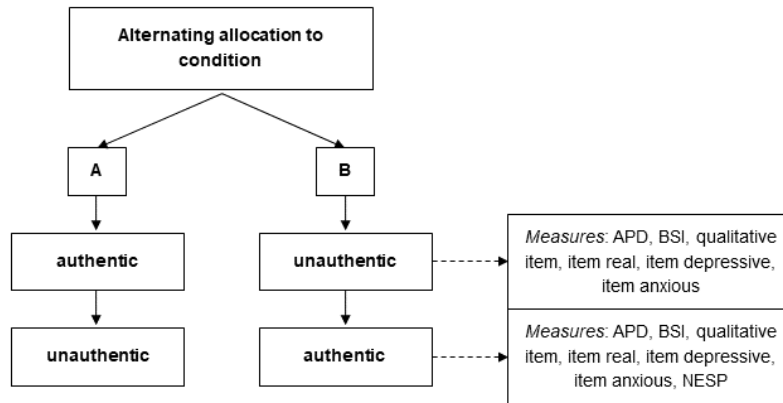 Alternating allocation to
condition
A
B
authentic
unauthentic
Measures: APD, BSI, qualitative
item, item real, item depressive,
item anxious
unauthentic
authentic
Measures: APD, BSI, qualitative
item, item real, item depressive,
item anxious, NESP